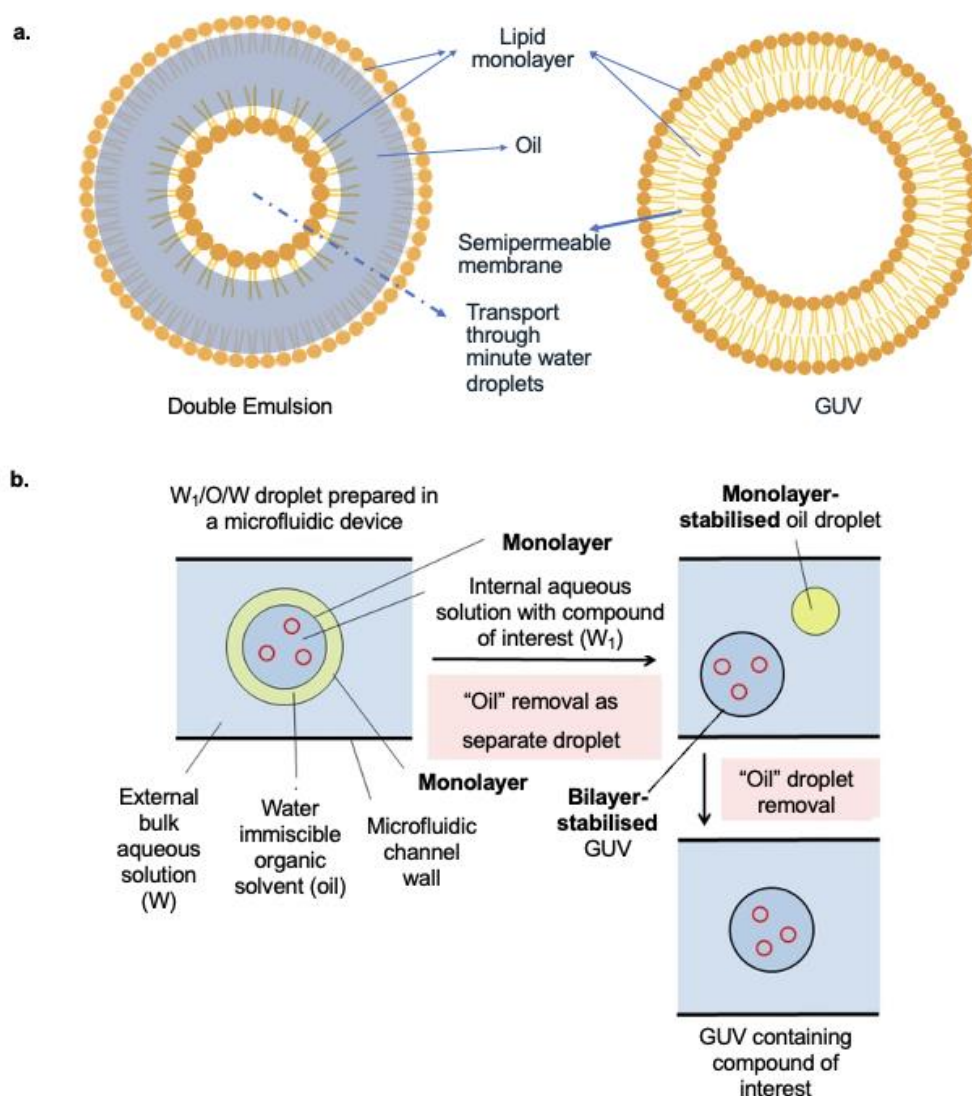 a.
Lipid
monolayer
Oil
Semipermeable
membrane
Transport
through
minute water
droplets
Double Emulsion
GUV
b.
W₁/O/W droplet prepared in
a microfluidic device
Monolayer
Internal aqueous
solution with compound
of interest (W₁)
"Oil" removal as
separate droplet
Monolayer
External
bulk
aqueous
solution
(W)
Water
immiscible
organic
solvent (oil)
Microfluidic
channel
wall
Monolayer-
stabilised oil droplet
Bilayer-
stabilised
GUV
"Oil" droplet
removal
GUV containing
compound of
interest